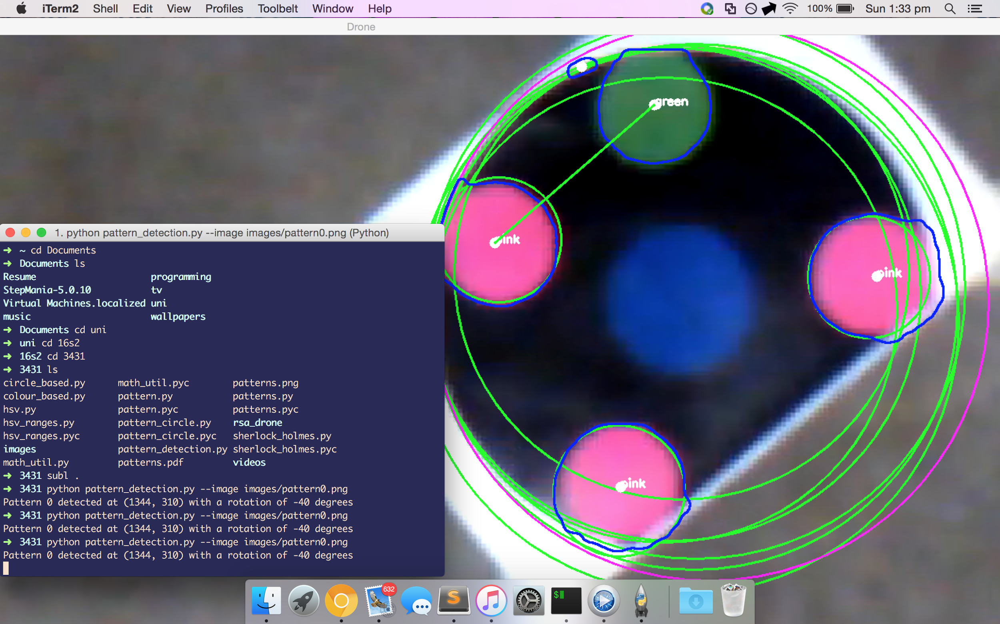 iTerm2 Shell Edit View Profiles Toolbelt Window Help 100% Sun 1:33 pm
Drone
green
pink
pink
pink
1. python pattern_detection.py --image images/pattern0.png (Python)
➜ ~ cd Documents
➜ Documents ls
Resume programming
StepMania-5.0.10 tv
Virtual Machines.localized uni
music wallpapers
➜ Documents cd uni
➜ uni cd 16s2
➜ 16s2 cd 3431
➜ 3431 ls
circle_based.py math_util.pyc patterns.png
colour_based.py pattern.py patterns.py
hsv.py pattern.pyc patterns.pyc
hsv_ranges.py pattern_circle.py rsa_drone
hsv_ranges.pyc pattern_circle.pyc sherlock_holmes.py
images pattern_detection.py sherlock_holmes.pyc
math_util.py patterns.pdf videos
➜ 3431 subl .
➜ 3431 python pattern_detection.py --image images/pattern0.png
Pattern 0 detected at (1344, 310) with a rotation of -40 degrees
➜ 3431 python pattern_detection.py --image images/pattern0.png
Pattern 0 detected at (1344, 310) with a rotation of -40 degrees
➜ 3431 python pattern_detection.py --image images/pattern0.png
Pattern 0 detected at (1344, 310) with a rotation of -40 degrees
632
S
$